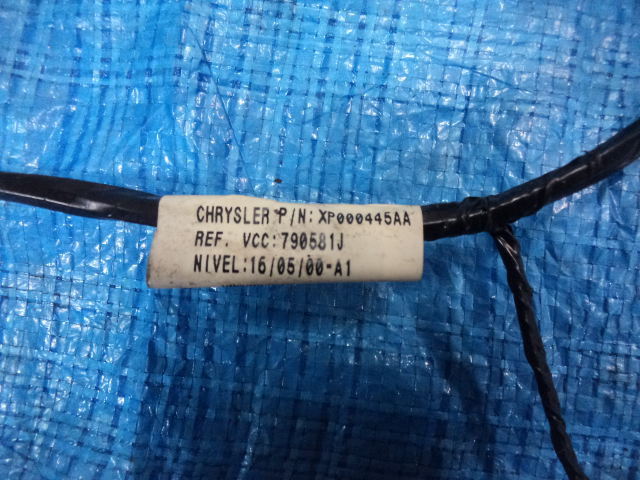 CHRYSLER P/N: XP000445AA
REF. VCC:790581J
NIVEL:16/05/00-A1